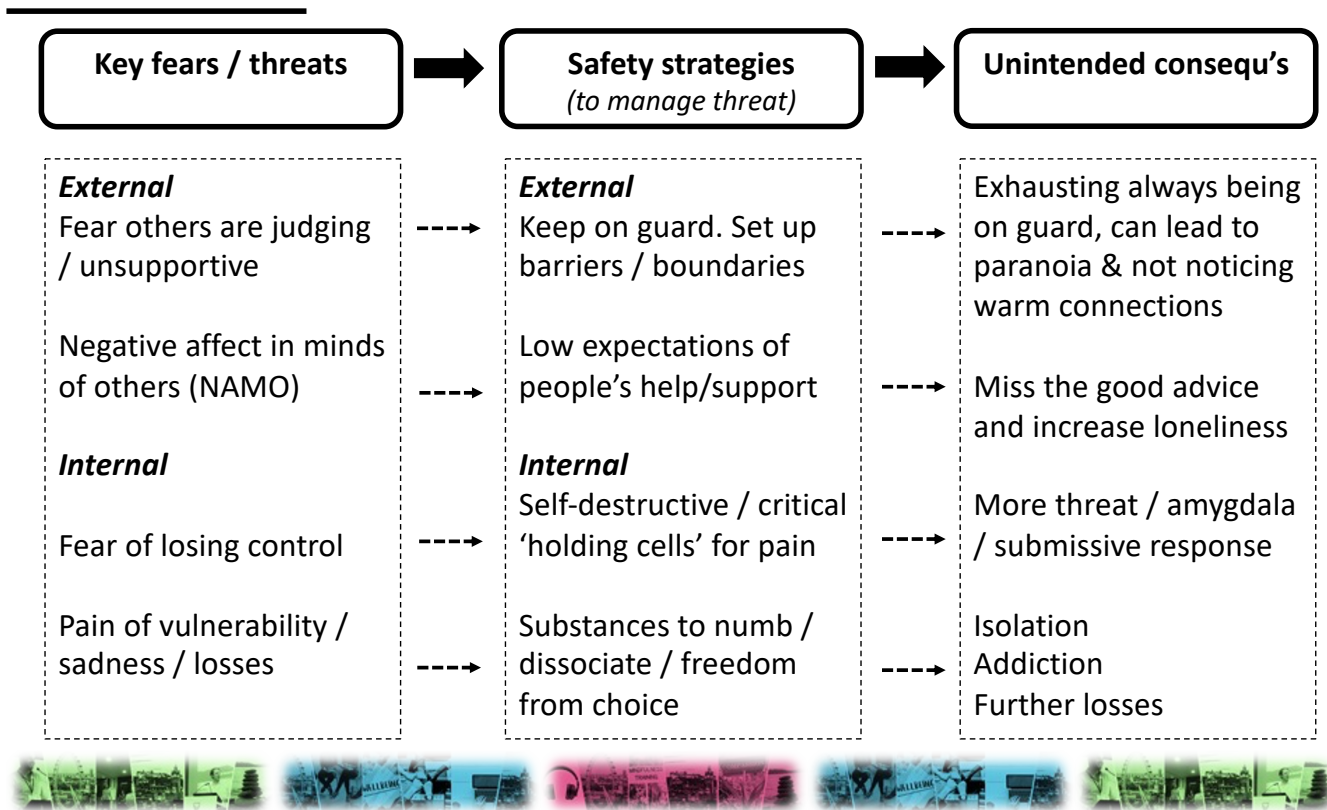 Key fears / threats
Safety strategies
(to manage threat)
Unintended consequ's
External
Fear others are judging
/ unsupportive
Negative affect in minds
of others (NAMO)
Internal
Fear of losing control
Pain of vulnerability /
sadness / losses
External
Keep on guard. Set up
barriers / boundaries
Low expectations of
people’s help/support
Internal
Self-destructive / critical
‘holding cells’ for pain
Substances to numb /
dissociate / freedom
from choice
Exhausting always being
on guard, can lead to
paranoia & not noticing
warm connections
Miss the good advice
and increase loneliness
More threat / amygdala
/ submissive response
Isolation
Addiction
Further losses